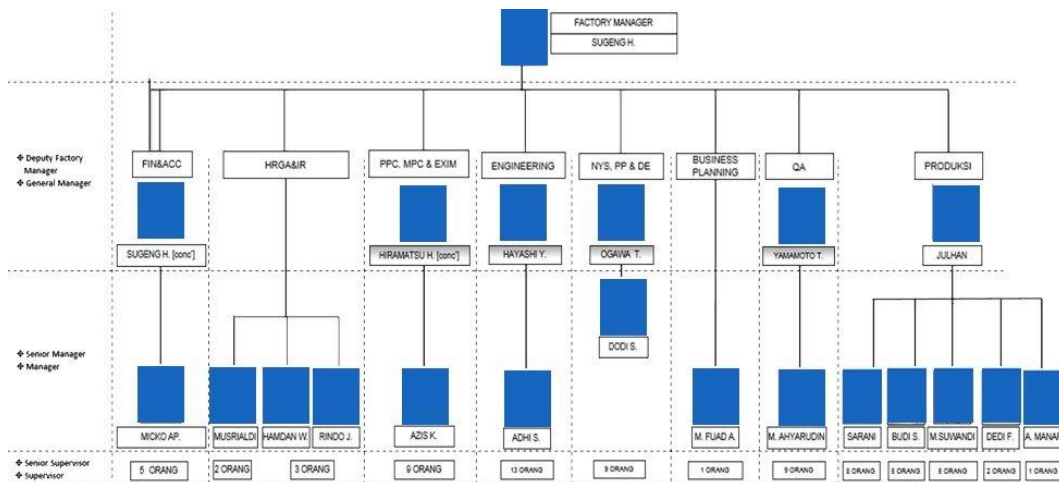 FACTORY MANAGER
SUGENG H.
❖ Deputy Factory
Manager
❖ General Manager
FIN&ACC
HRGA&IR
PPC, MPC & EXIM
ENGINEERING
NYS, PP & DE
BUSINESS
PLANNING
QA
PRODUKSI
SUGENG H. [conc']
HIRAMATSU H. [conc']
HAYASHI Y.
OGAWA T.
YAMAMOTO T.
JULHAN
DODI S.
❖ Senior Manager
❖ Manager
MICKO AP.
MUSRIALDI
HAMDAN W.
RINDO J.
AZIS K.
ADHI S.
M. FUAD A.
M. AHYARUDIN
SARANI
BUDI S.
M.SUWANDI
DEDI F.
A. MANAR
❖ Senior Supervisor
❖ Supervisor
5 ORANG
2 ORANG
3 ORANG
9 ORANG
13 ORANG
ORANG
1 ORANG
9 ORANG
ORANG
ORANG
ORANG
2 ORANG
1 ORANG